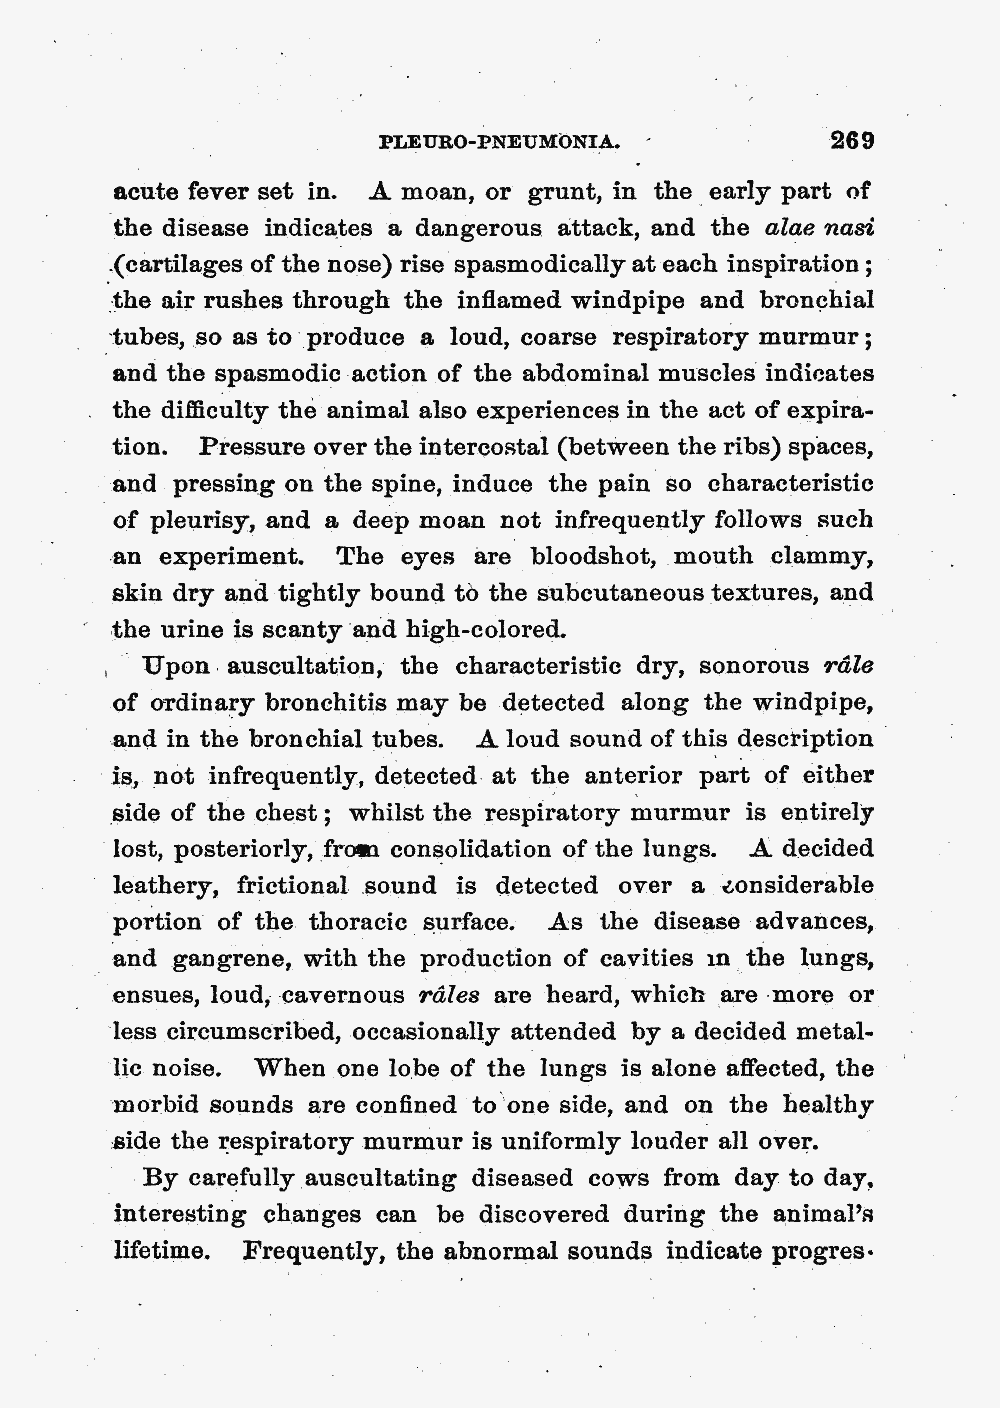 PLEURO-PNEUMONIA. 269
acute fever set in. A moan, or grunt, in the early part of
the disease indicates a dangerous attack, and the alae nasi
(cartilages of the nose) rise spasmodically at each inspiration;
the air rushes through the inflamed windpipe and bronchial
tubes, so as to produce a loud, coarse respiratory murmur;
and the spasmodic action of the abdominal muscles indicates
the difficulty the animal also experiences in the act of expira-
tion. Pressure over the intercostal (between the ribs) spaces,
and pressing on the spine, induce the pain so characteristic
of pleurisy, and a deep moan not infrequently follows such
an experiment. The eyes are bloodshot, mouth clammy,
skin dry and tightly bound to the subcutaneous textures, and
the urine is scanty and high-colored.
Upon auscultation, the characteristic dry, sonorous râle
of ordinary bronchitis may be detected along the windpipe,
and in the bronchial tubes. A loud sound of this description
is, not infrequently, detected at the anterior part of either
side of the chest; whilst the respiratory murmur is entirely
lost, posteriorly, from consolidation of the lungs. A decided
leathery, frictional sound is detected over a considerable
portion of the thoracic surface. As the disease advances,
and gangrene, with the production of cavities in the lungs,
ensues, loud, cavernous râles are heard, which are more or
less circumscribed, occasionally attended by a decided metal-
lic noise. When one lobe of the lungs is alone affected, the
morbid sounds are confined to one side, and on the healthy
side the respiratory murmur is uniformly louder all over.
By carefully auscultating diseased cows from day to day,
interesting changes can be discovered during the animal's
lifetime. Frequently, the abnormal sounds indicate progres-